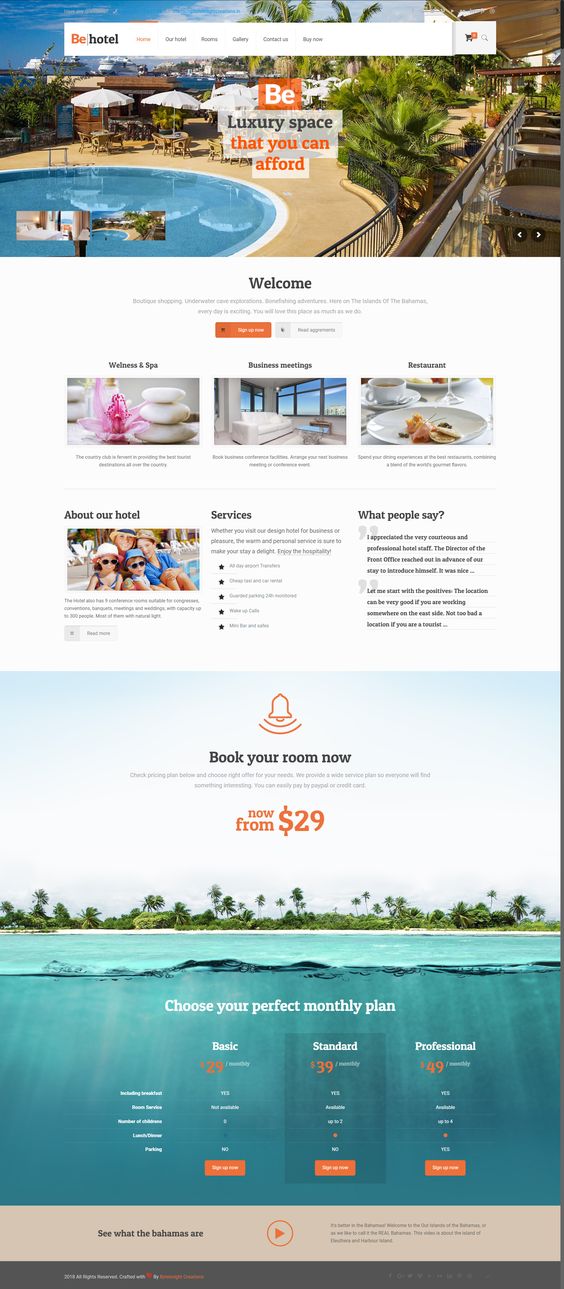 Be|hotel
Home
Our hotel
Rooms
Gallery
Contact us
Buy now
Be
Luxury space
that you can
afford
Welcome
Boutique shopping. Underwater cave explorations. Bonefishing adventures. Here on The Islands Of The Bahamas,
every day is exciting. You will love this place as much as we do.
Sign up now
Read aggrements
Welness & Spa
Business meetings
Restaurant
The country club is fervent in providing the best tourist
destinations all over the country.
Book business conference facilities. Arrange your next business
meeting or conference event
Spend your dining experiences at the best restaurants, combining
a blend of the world's gourmet flavors.
About our hotel
The Hotel also has 9 conference rooms suitable for congresses,
conventions, banquets, meetings and weddings, with capacity up
to 300 people. Most of them with natural light.
Read more
Services
Whether you visit our design hotel for business or
pleasure, the warm and personal service is sure to
make your stay a delight. Enjoy the hospitality!
All day airport Transfers
Cheap taxi and car rental
Guarded parking 24h monitored
Wake up Calls
Mini Bar and safes
What people say?
I appreciated the very courteous and
professional hotel staff. The Director of the
Front Office reached out in advance of our
stay to introduce himself. It was nice ...
Let me start with the positives: The location
can be very good if you are working
somewhere on the east side. Not too bad a
location if you are a tourist ...
Book your room now
Check pricing plan below and choose right offer for your needs. We provide a wide service plan so everyone will find
something interesting. You can easily pay by paypal or credit card.
now
from $29
Choose your perfect monthly plan
Basic
Standard
Professional
$29 / monthly
$39 / monthly
$49 / monthly
Including breakfast YES YES YES
Room Service Not available Available Available
Number of childrens 0 up to 2 up to 4
Lunch/Dinner
Parking NO NO YES
Sign up now
Sign up now
Sign up now
See what the bahamas are
It's better in the Bahamas! Welcome to the Out Islands of the Bahamas, or
as we like to call it the REAL Bahamas. This video is about the island of
Eleuthera and Harbour Island.
2018 All Rights Reserved. Crafted with
By